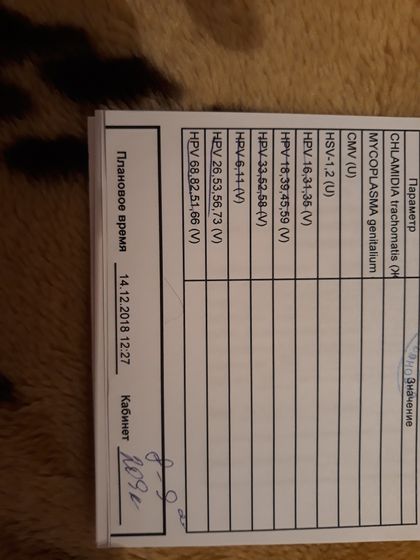 Параметр Значение
CHLAMIDIA trachomatis ()Ж
MYCOPLASMA genitalium
CMV (U)
HSV-1,2 (U)
HPV 16,31,35 (V)
HPV 18,39,45,59 (V)
HPV 33,52,58 (V)
HPV 6,11 (V)
HPV 26,53,56,73 (V)
HPV 68,82,51,66 (V)
Плановое время 14.12.2018 12:27 Кабинет